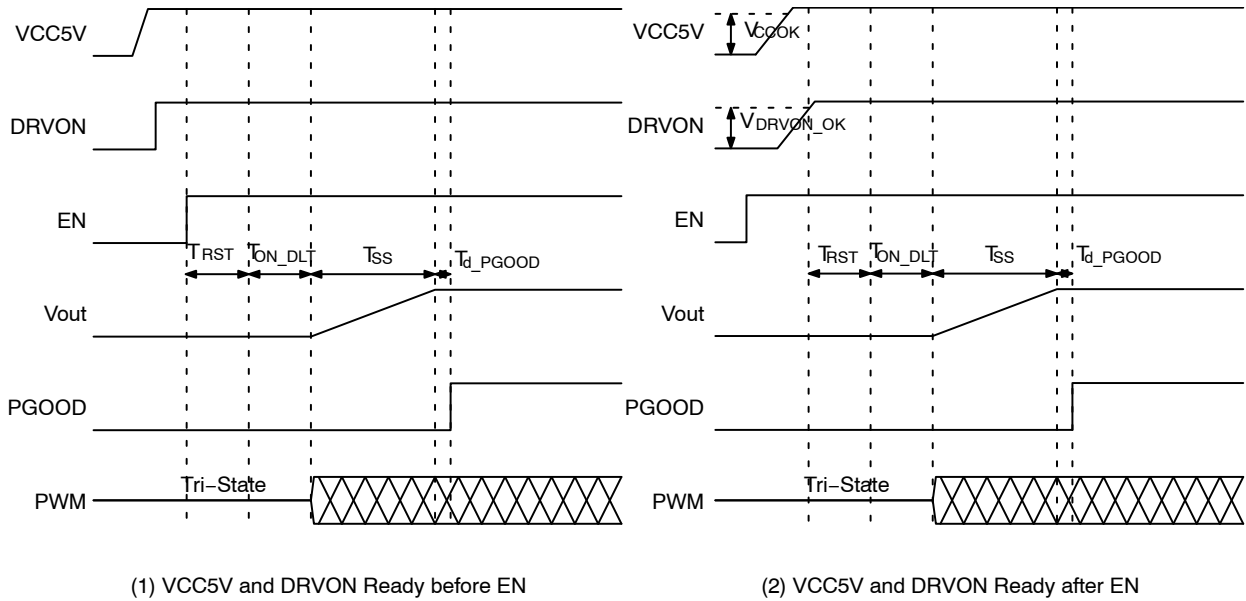 VCC5V
DRVON
EN
TRST TON_DLT TSS Td_PGOOD
Vout
PGOOD
PWM Tri−State
(1) VCC5V and DRVON Ready before EN
VCC5V VCCOK
DRVON VDRVON_OK
EN
TRST TON_DLT TSS Td_PGOOD
Vout
PGOOD
PWM Tri−State
(2) VCC5V and DRVON Ready after EN